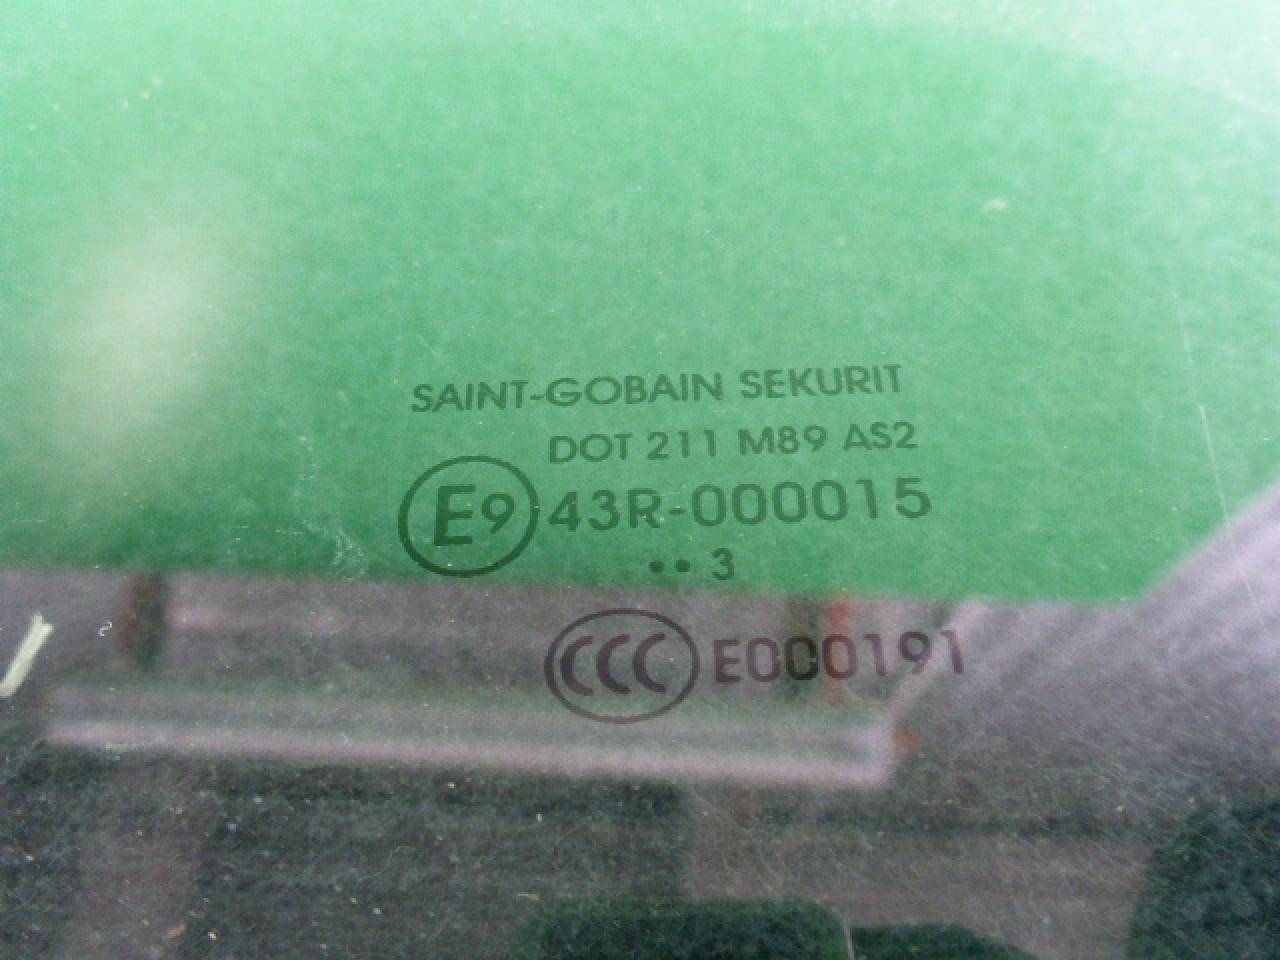 SAINT-GOBAIN SEKURIT
DOT 211 M89 AS2
E9 43R-000015
•• 3
CCC E000191